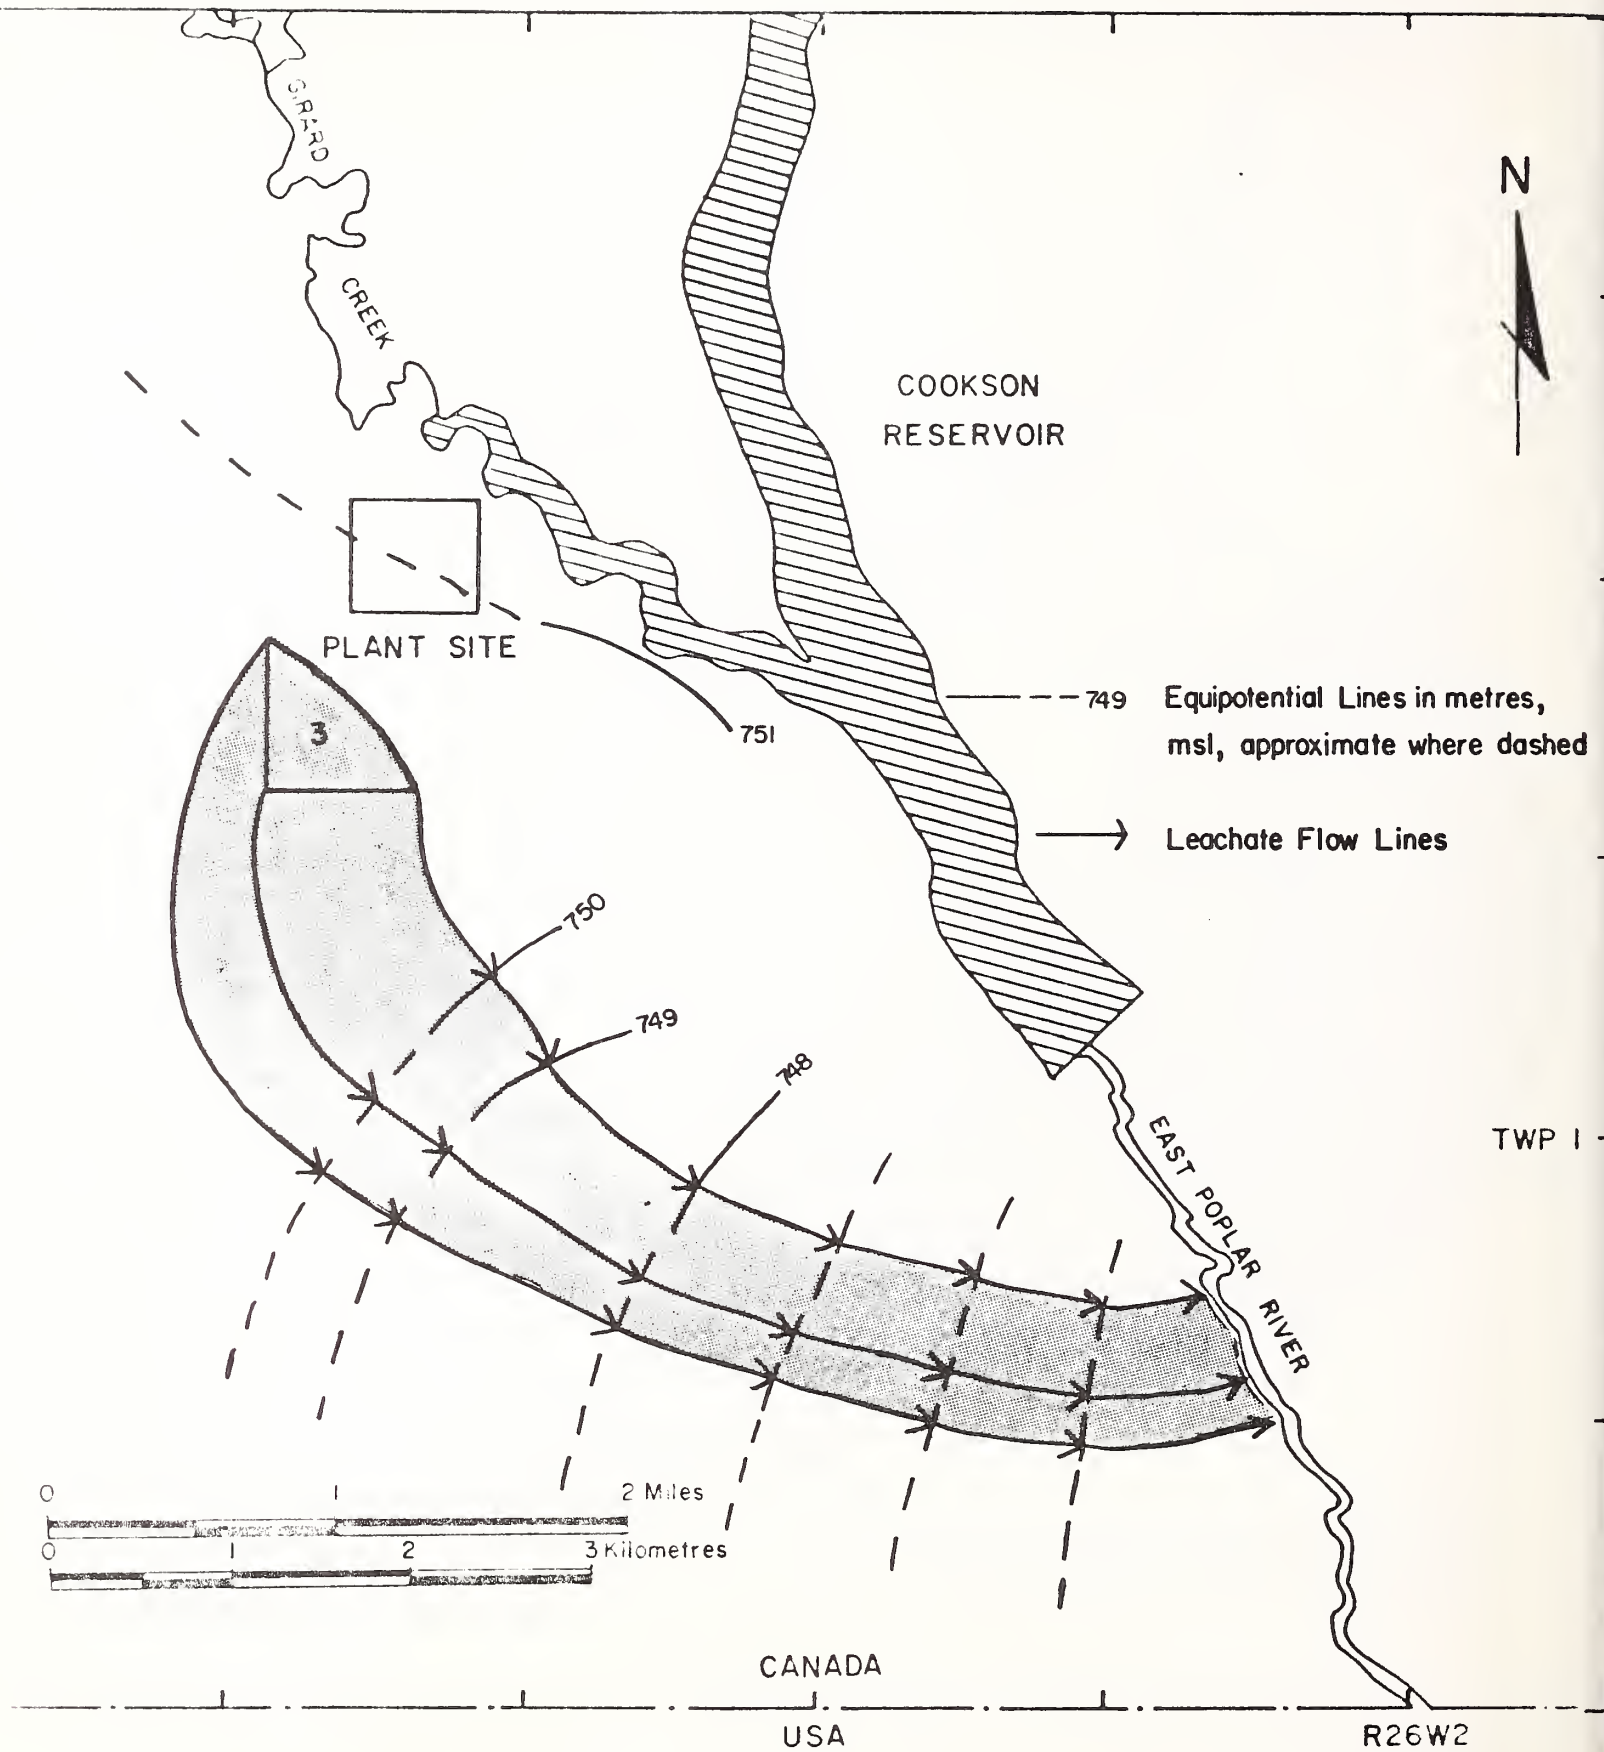 GIRARD
CREEK
N
COOKSON
RESERVOIR
PLANT SITE
3
751
749 Equipotential Lines in metres,
msl, approximate where dashed
Leachate Flow Lines
750
749
748
EAST POPLAR RIVER
TWP 1
0 1 2 Miles
0 1 2 3 Kilometres
CANADA
USA
R26W2